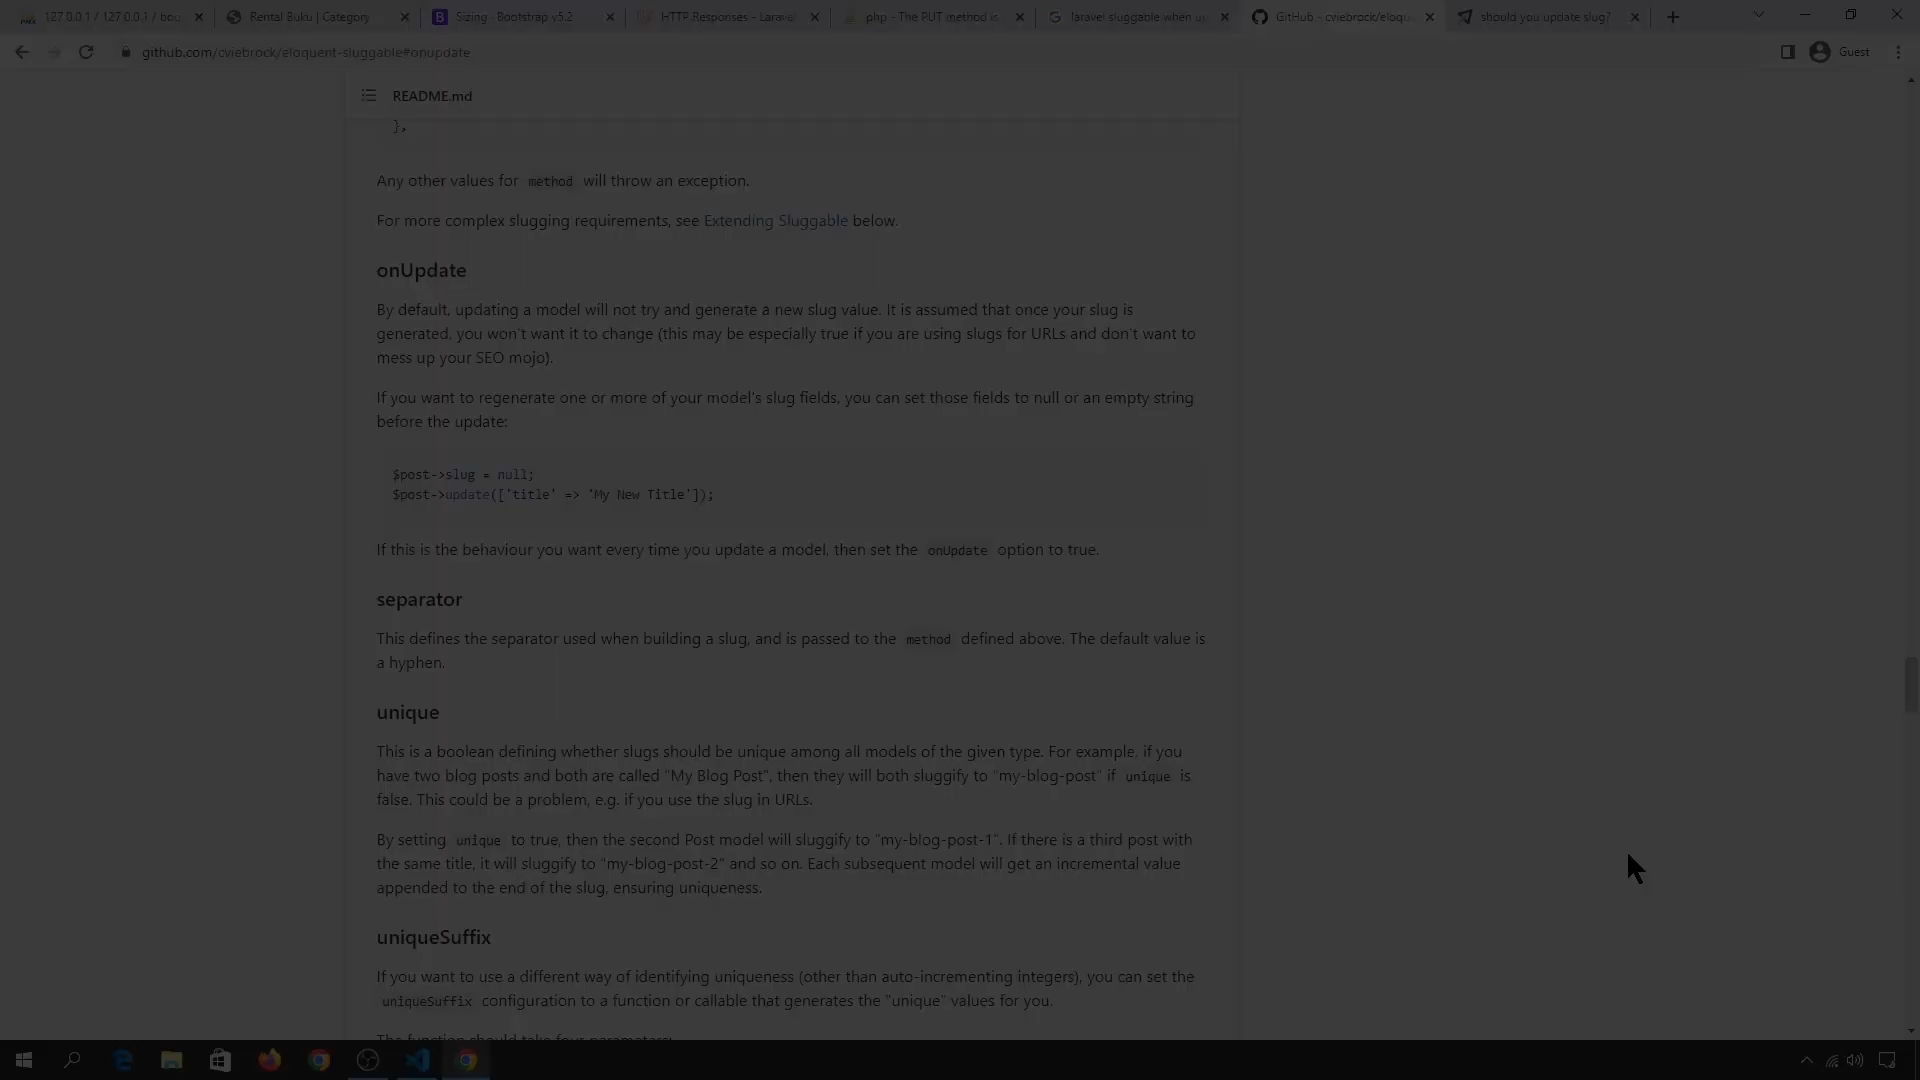 127.0.0.1 / 127.0.0.1 / bou
Rental Buku | Category
Sizing · Bootstrap v5.2
HTTP Responses - Laravel
php - The PUT method is
laravel sluggable when u
GitHub - cviebrock/eloqu
should you update slug?
github.com/cviebrock/eloquent-sluggable#onupdate
Guest
README.md
},
Any other values for method will throw an exception.
For more complex slugging requirements, see Extending Sluggable below.
onUpdate
By default, updating a model will not try and generate a new slug value. It is assumed that once your slug is
generated, you won't want it to change (this may be especially true if you are using slugs for URLs and don't want to
mess up your SEO mojo).
If you want to regenerate one or more of your model's slug fields, you can set those fields to null or an empty string
before the update:
$post->slug = null;
$post->update(['title' => 'My New Title']);
If this is the behaviour you want every time you update a model, then set the onUpdate option to true.
separator
This defines the separator used when building a slug, and is passed to the method defined above. The default value is
a hyphen.
unique
This is a boolean defining whether slugs should be unique among all models of the given type. For example, if you
have two blog posts and both are called "My Blog Post", then they will both sluggify to "my-blog-post" if unique is
false. This could be a problem, e.g. if you use the slug in URLs.
By setting unique to true, then the second Post model will sluggify to "my-blog-post-1". If there is a third post with
the same title, it will sluggify to "my-blog-post-2" and so on. Each subsequent model will get an incremental value
appended to the end of the slug, ensuring uniqueness.
uniqueSuffix
If you want to use a different way of identifying uniqueness (other than auto-incrementing integers), you can set the
uniqueSuffix configuration to a function or callable that generates the "unique" values for you.
The function should take four parameters: